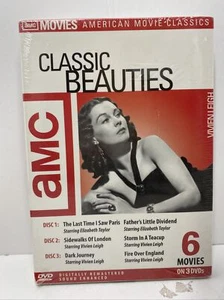 amc MOVIES AMERICAN MOVIE CLASSICS
CLASSIC
BEAUTIES
VIVIEN LEIGH
amc
DISC 1: The Last Time I Saw Paris Father's Little Dividend
Starring Elizabeth Taylor Starring Elizabeth Taylor
DISC 2: Sidewalks Of London Storm In A Teacup
Starring Vivien Leigh Starring Vivien Leigh
DISC 3: Dark Journey Fire Over England
Starring Vivien Leigh Starring Vivien Leigh
6
MOVIES
ON 3 DVDs
DVD DIGITALLY REMASTERED
SOUND ENHANCED